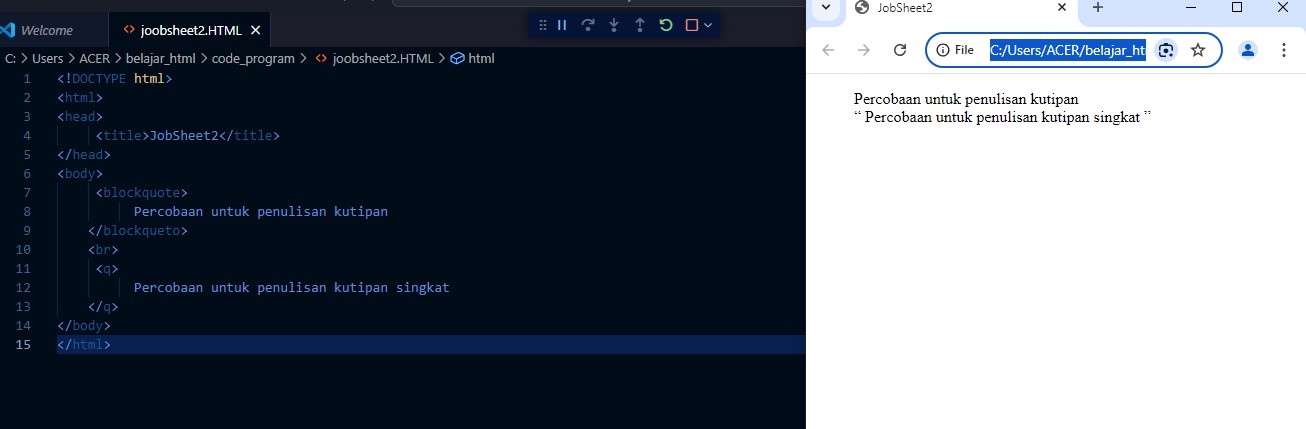 Welcome
joobsheet2.HTML
C: > Users > ACER > belajar_html > code_program > joobsheet2.HTML > html
1 <!DOCTYPE html>
2 <html>
3 <head>
4 <title>JobSheet2</title>
5 </head>
6 <body>
7 <blockquote>
8 Percobaan untuk penulisan kutipan
9 </blockqueto>
10 <br>
11 <q>
12 Percobaan untuk penulisan kutipan singkat
13 </q>
14 </body>
15 </html>
JobSheet2
File C:/Users/ACER/belajar_ht
Percobaan untuk penulisan kutipan
“ Percobaan untuk penulisan kutipan singkat ”